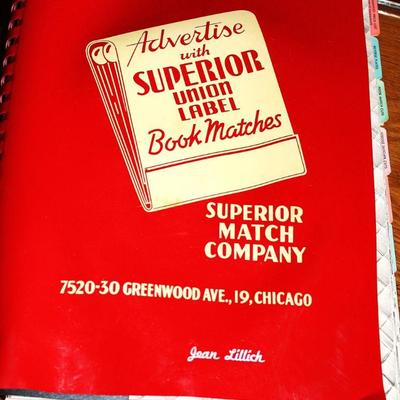 Advertise
with
SUPERIOR
UNION
LABEL
Book Matches
SUPERIOR
MATCH
COMPANY
7520-30 GREENWOOD AVE., 19, CHICAGO
Jean Lillich